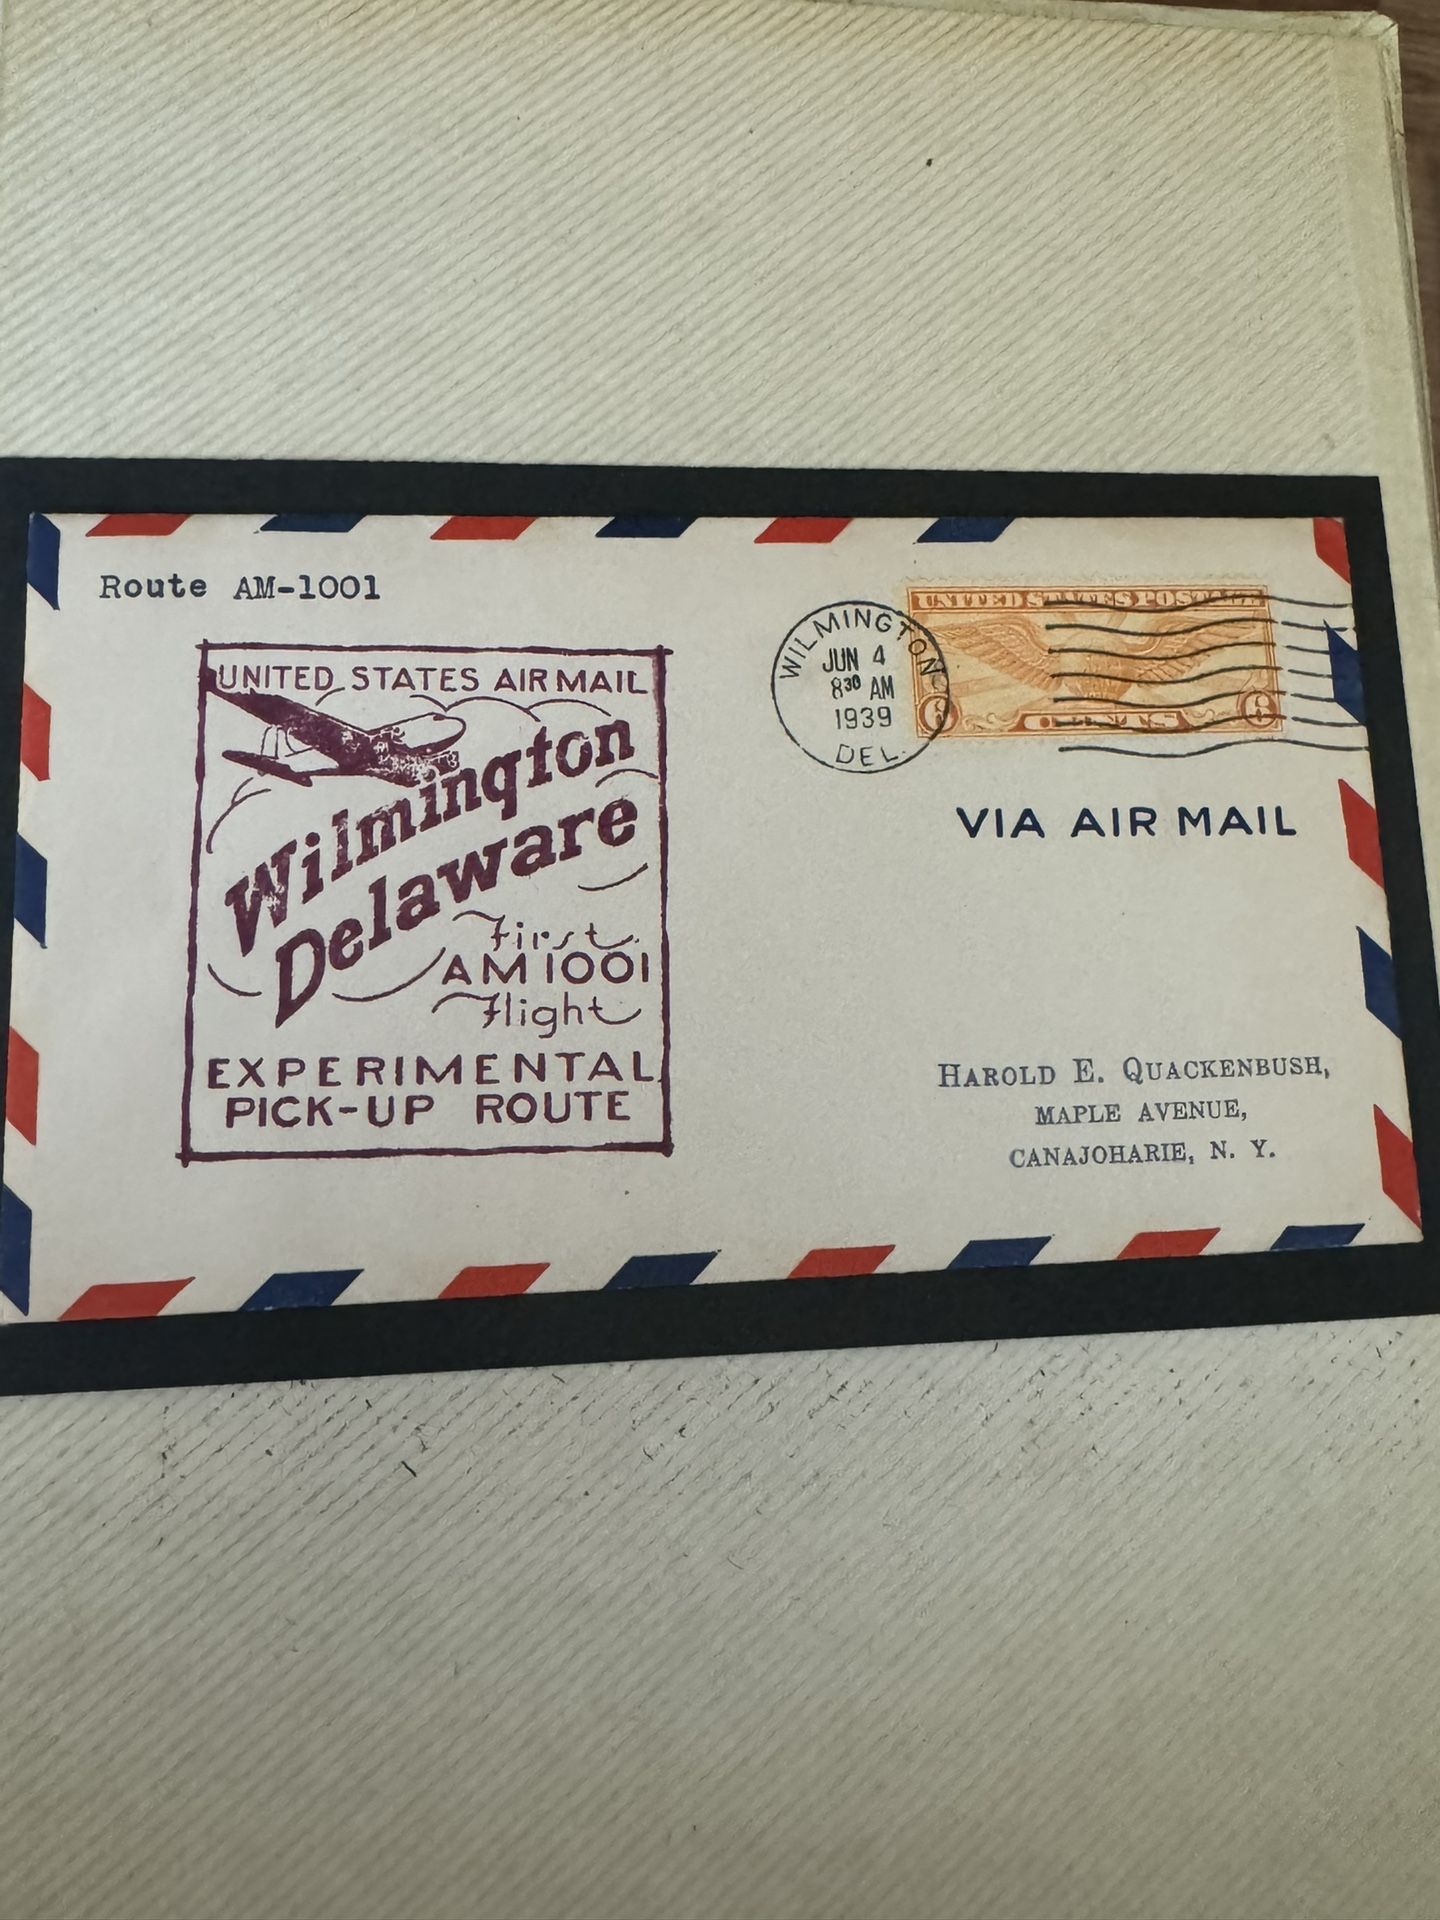 Route AM-1001
UNITED STATES AIR MAIL
Wilmington
Delaware
First
AM 1001
Flight
EXPERIMENTAL
PICK-UP ROUTE
WILMINGTON
JUN 4
8 30 AM
1939
DEL.
UNITED STATES POSTAGE
6 CENTS 6
VIA AIR MAIL
HAROLD E. QUACKENBUSH,
MAPLE AVENUE,
CANAJOHARIE, N. Y.